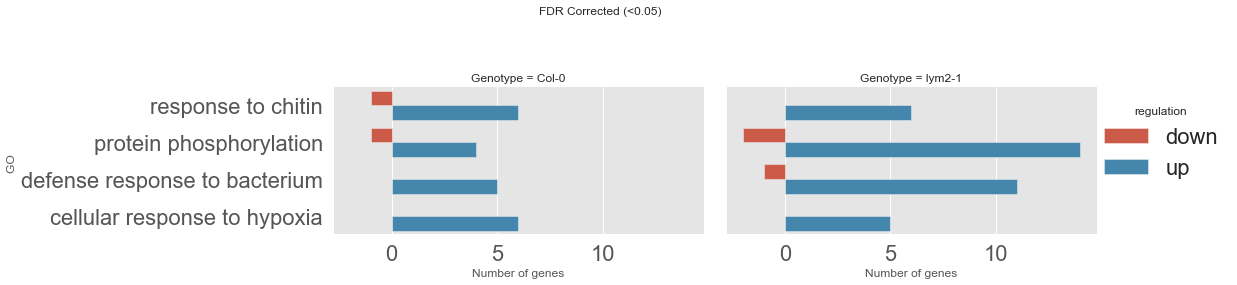 FDR Corrected (<0.05)
Genotype = Col-0
Genotype = lym2-1
GO
response to chitin
protein phosphorylation
defense response to bacterium
cellular response to hypoxia
0 5 10
Number of genes
0 5 10
Number of genes
regulation
down
up